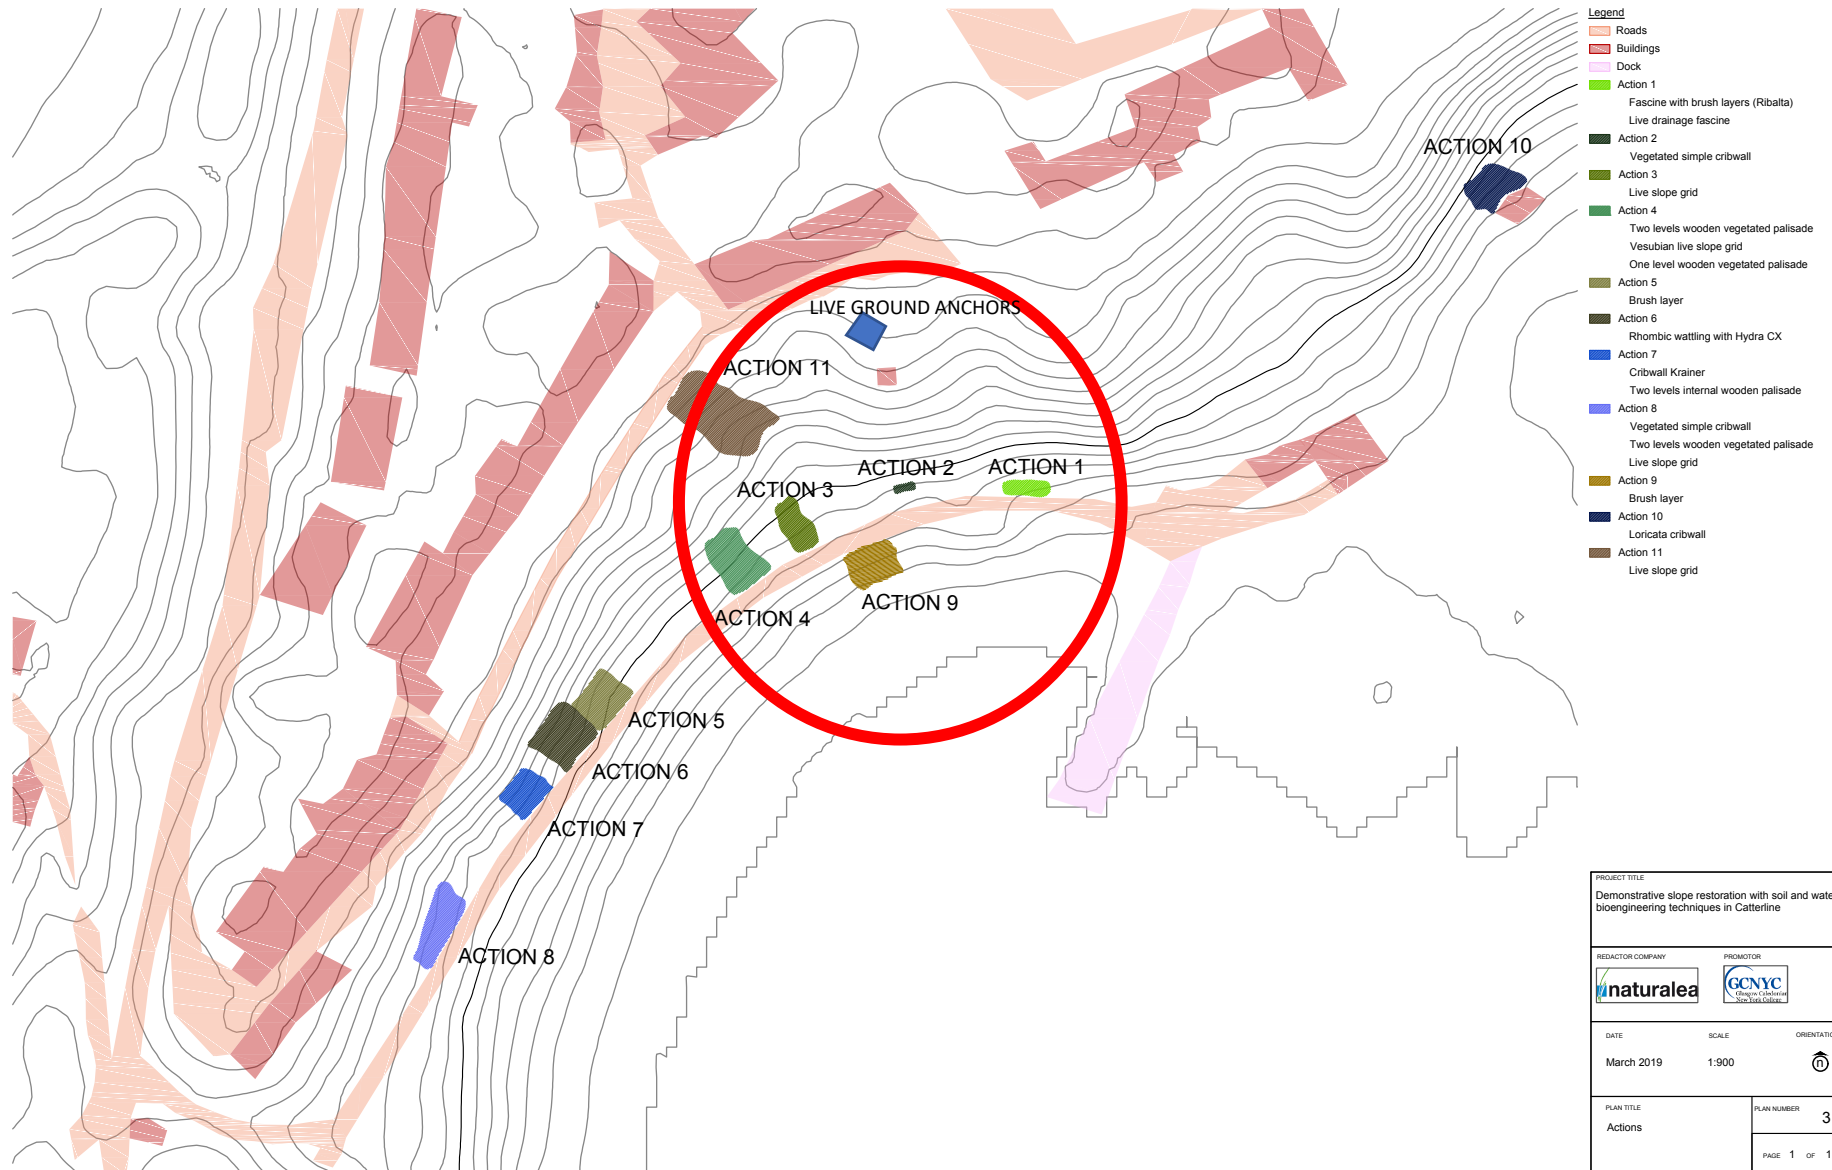 Legend
Roads
Buildings
Dock
Action 1
Fascine with brush layers (Ribalta)
Live drainage fascine
Action 2
Vegetated simple cribwall
Action 3
Live slope grid
Action 4
Two levels wooden vegetated palisade
Vesubian live slope grid
One level wooden vegetated palisade
Action 5
Brush layer
Action 6
Rhombic wattling with Hydra CX
Action 7
Cribwall Krainer
Two levels internal wooden palisade
Action 8
Vegetated simple cribwall
Two levels wooden vegetated palisade
Live slope grid
Action 9
Brush layer
Action 10
Loricata cribwall
Action 11
Live slope grid
ACTION 10
LIVE GROUND ANCHORS
ACTION 11
ACTION 2
ACTION 1
ACTION 3
ACTION 9
ACTION 4
ACTION 5
ACTION 6
ACTION 7
ACTION 8
PROJECT TITLE
Demonstrative slope restoration with soil and wate
bioengineering techniques in Catterline
REDACTOR COMPANY
PROMOTOR
naturalea
GCNYC
Glasgow Caledonian
New York College
DATE
SCALE
ORIENTATIO
March 2019
1:900
n
PLAN TITLE
PLAN NUMBER
3
Actions
PAGE 1 OF 1